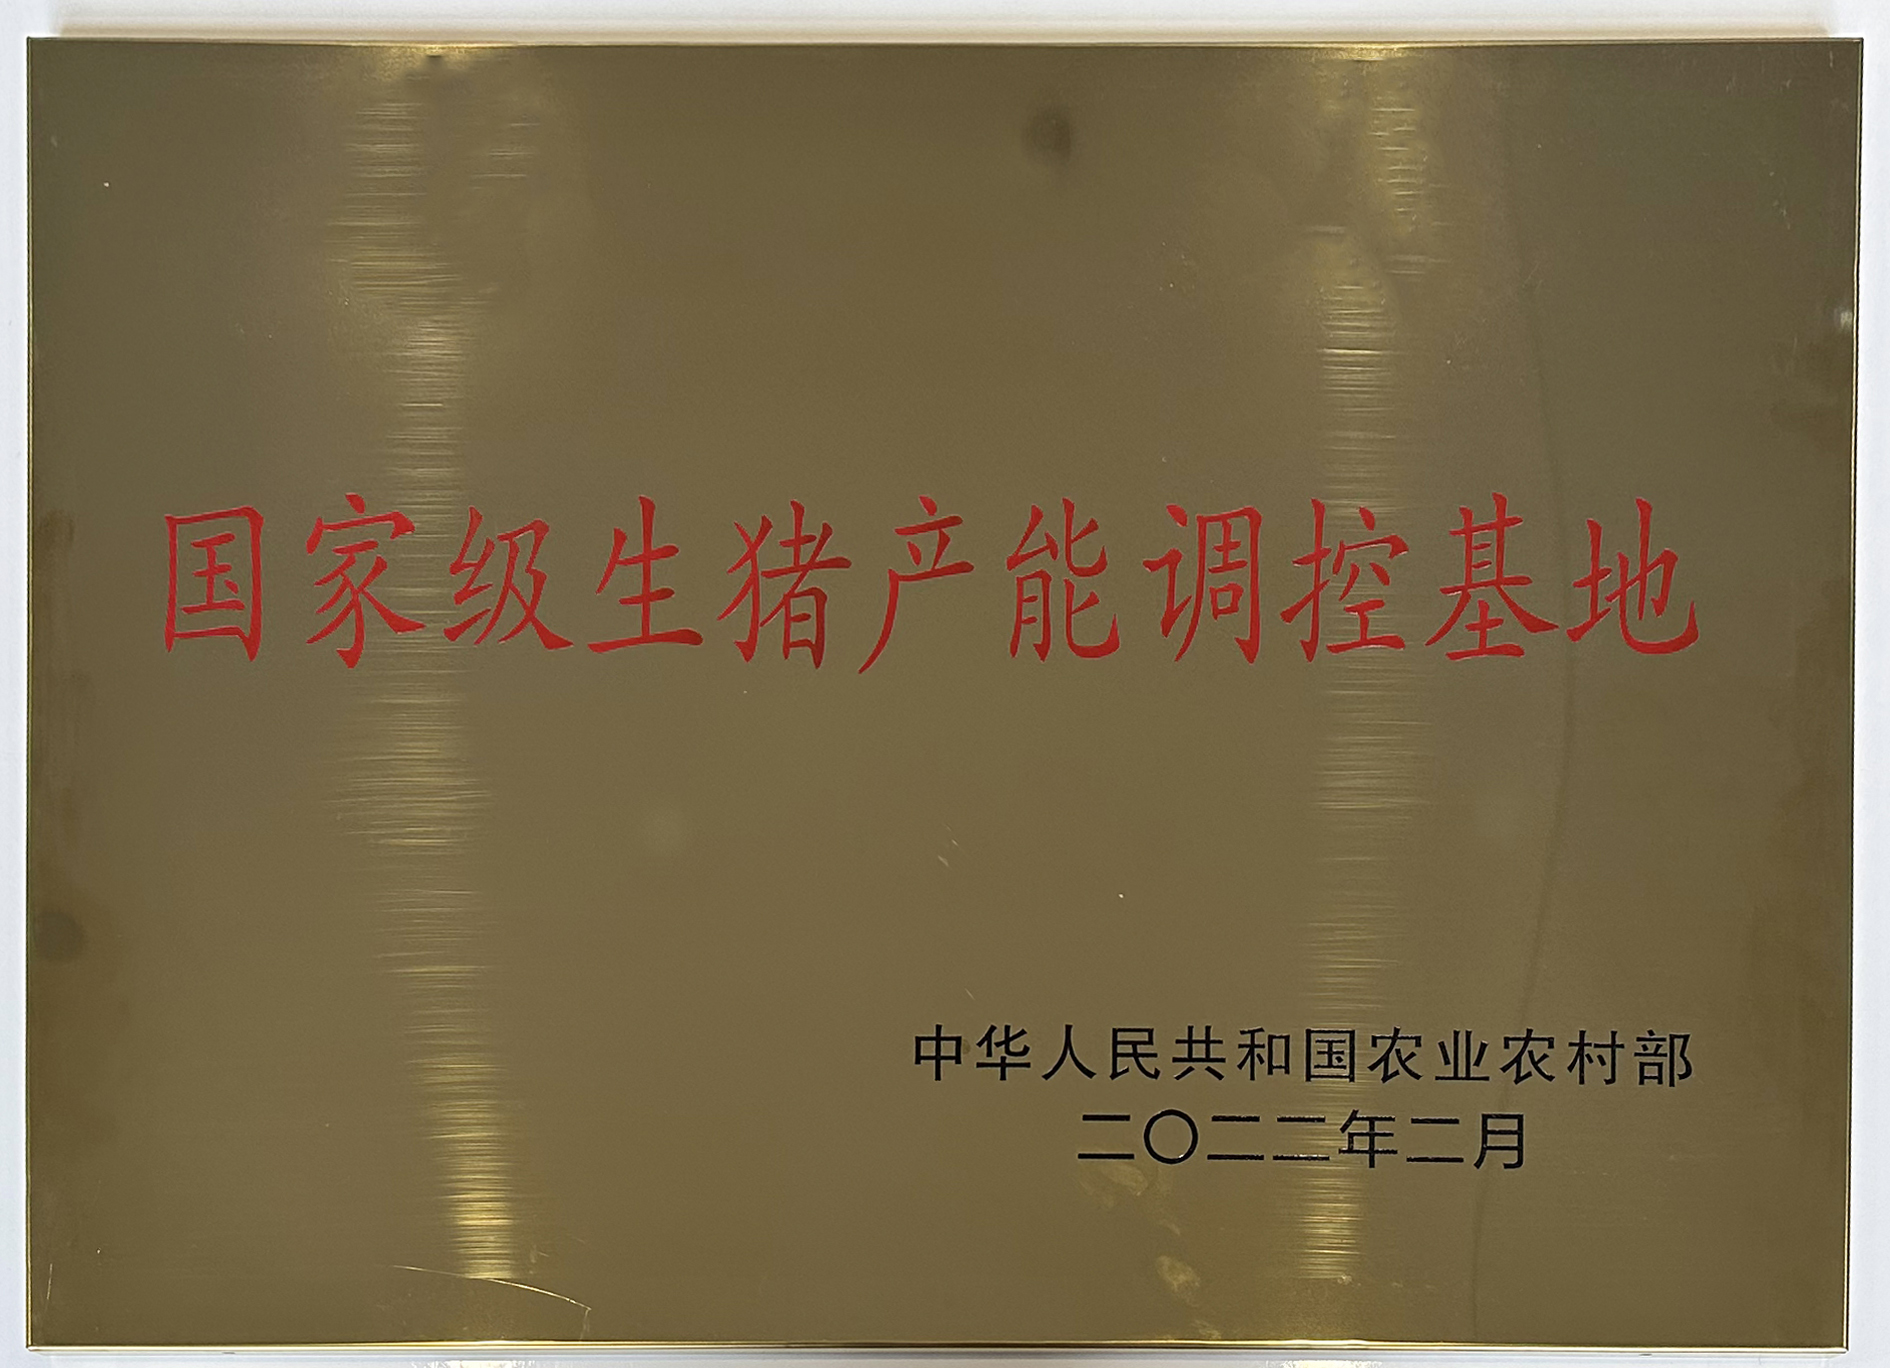 国家级生猪产能调控基地
中华人民共和国农业农村部
二〇二二年二月